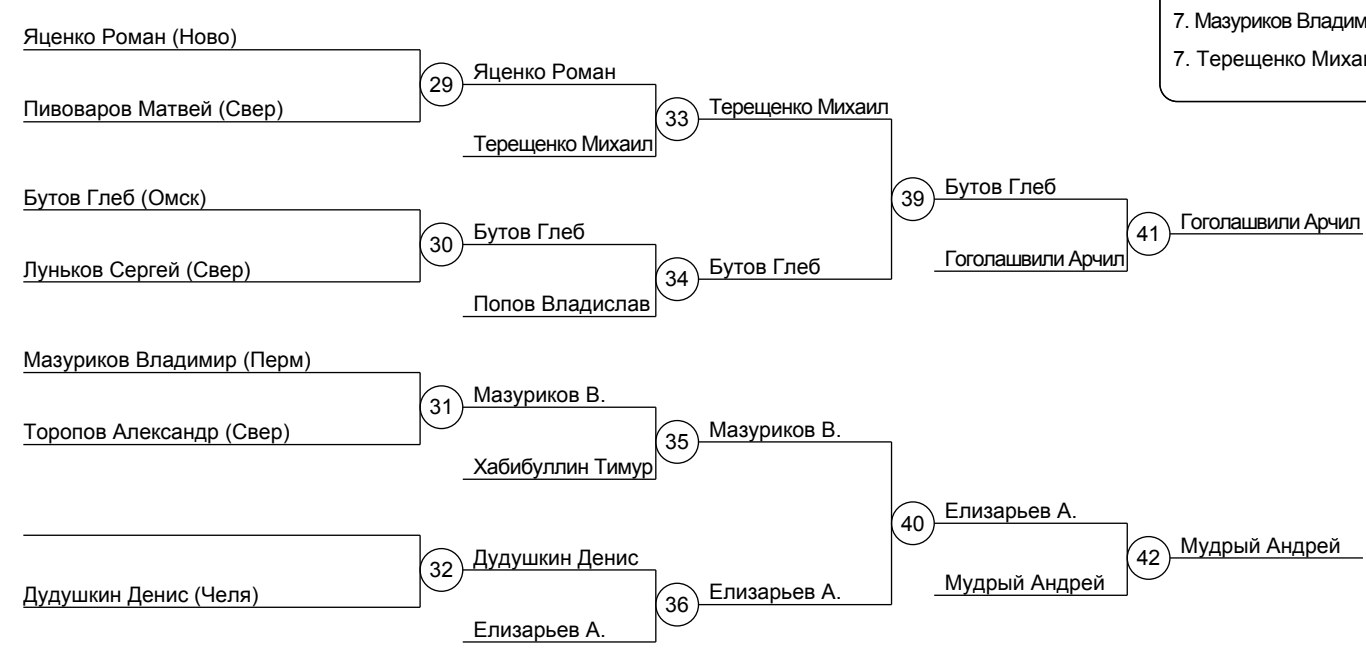 7. Мазуриков
7. Терещенко
Яценко Роман (Ново)
29
Яценко Роман
Пивоваров Матвей (Свер)
33
Терещенко Михаил
Терещенко Михаил
39
Бутов Глеб
Бутов Глеб (Омск)
30
Бутов Глеб
41
Гоголашвили Арчил
Луньков Сергей (Свер)
34
Бутов Глеб
Гоголашвили Арчил
Попов Владислав
Мазуриков Владимир (Перм)
31
Мазуриков В.
Торопов Александр (Свер)
35
Мазуриков В.
Хабибуллин Тимур
40
Елизарьев А.
32
Дудушкин Денис
42
Мудрый Андрей
Дудушкин Денис (Челя)
36
Елизарьев А.
Мудрый Андрей
Елизарьев А.